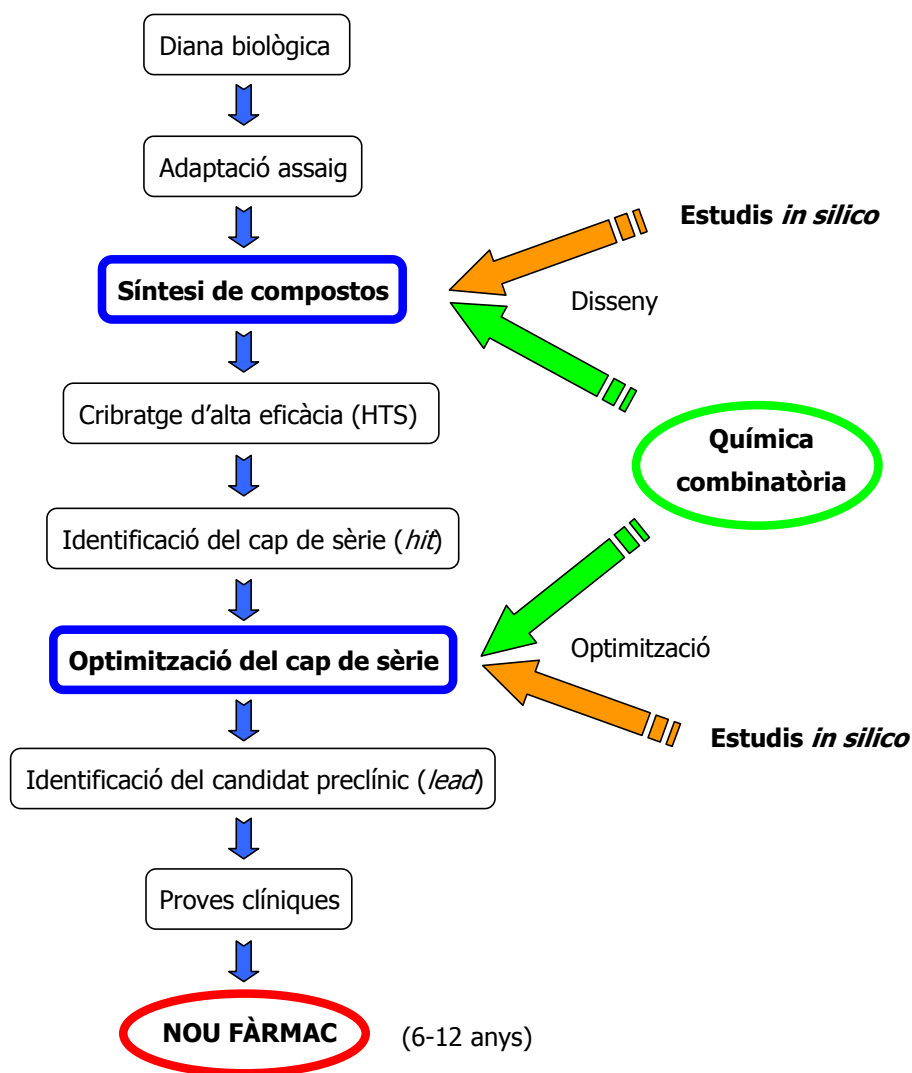 Diana biològica
Adaptació assaig
Estudis in silico
Síntesi de compostos
Disseny
Cribratge d'alta eficàcia (HTS)
Química
combinatòria
Identificació del cap de sèrie (hit)
Optimització del cap de sèrie
Optimització
Estudis in silico
Identificació del candidat preclínic (lead)
Proves clíniques
NOU FÀRMAC
(6-12 anys)